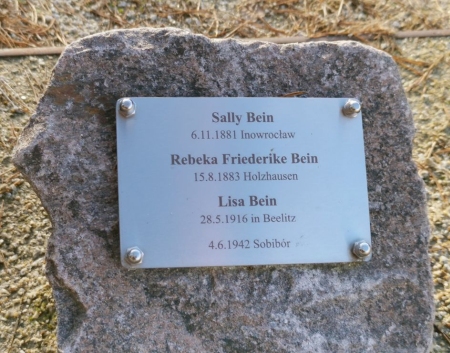 Sally Bein
6.11.1881 Inowrocław
Rebeka Friederike Bein
15.8.1883 Holzhausen
Lisa Bein
28.5.1916 in Beelitz
4.6.1942 Sobibór